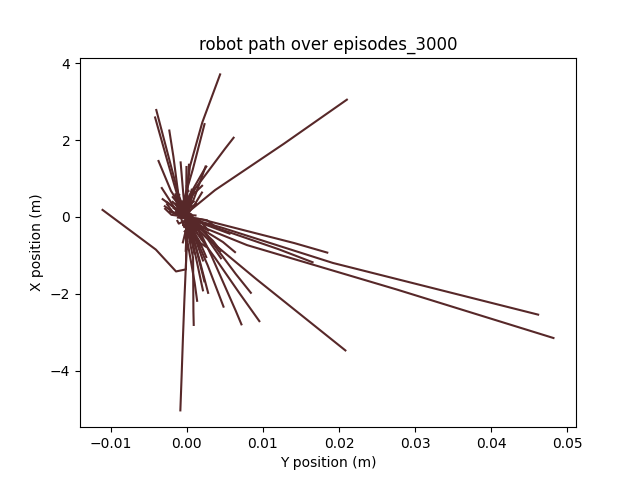 robot path over episodes_3000
4
2
0
−2
−4
X position (m)
−0.01 0.00 0.01 0.02 0.03 0.04 0.05
Y position (m)